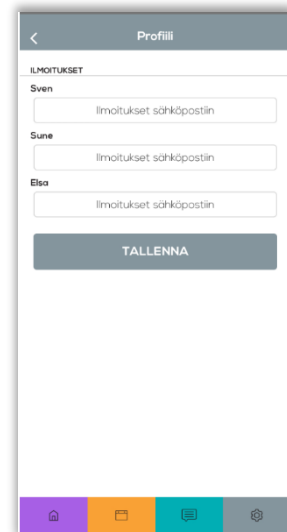 Profiili
ILMOITUKSET
Sven
Ilmoitukset sähköpostiin
Sune
Ilmoitukset sähköpostiin
Elsa
Ilmoitukset sähköpostiin
TALLENNA